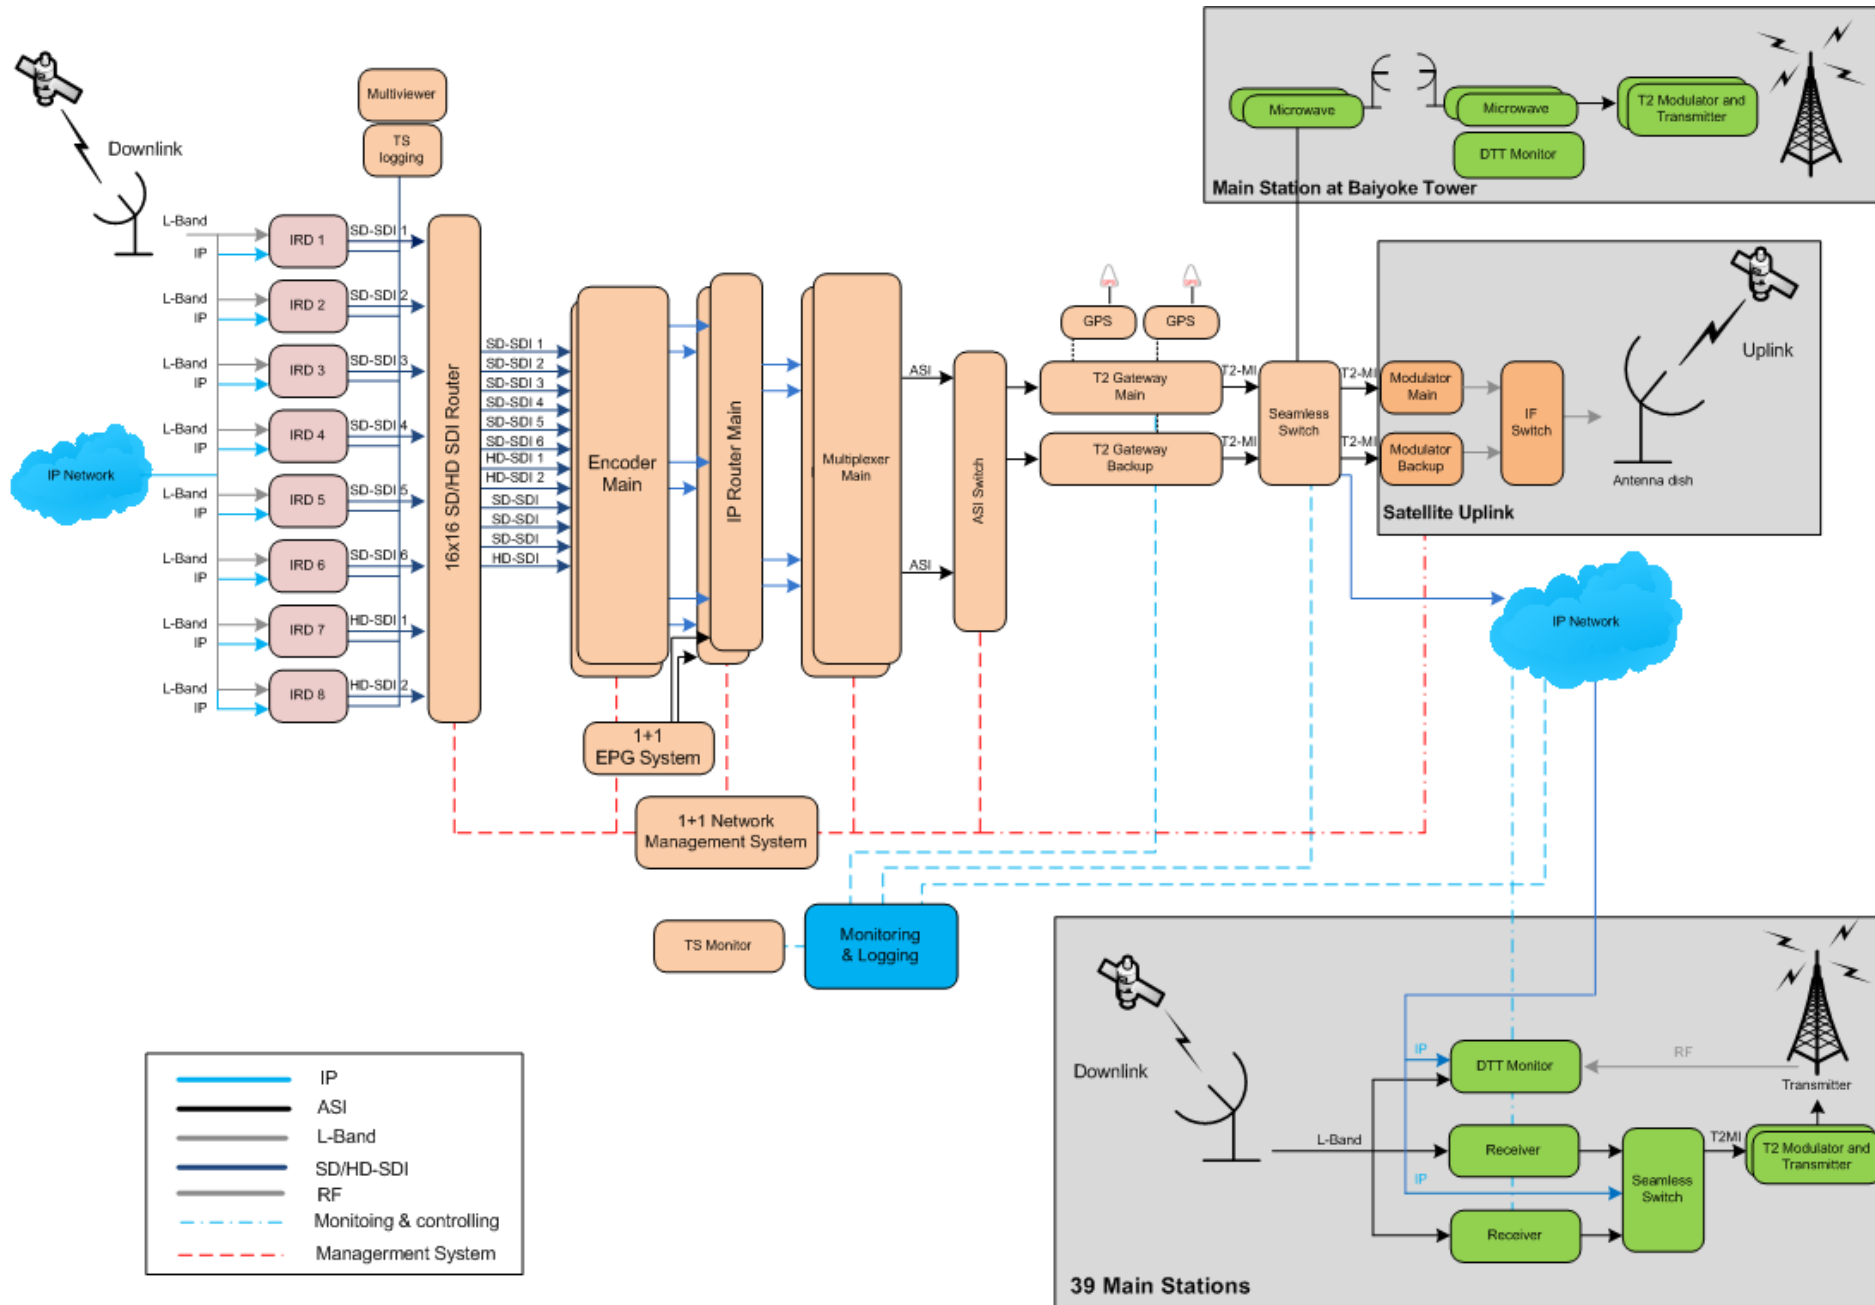 Multiviewer
TS
logging
Downlink
L-Band
IP
IRD 1
SD-SDI 1
L-Band
IP
IRD 2
SD-SDI 2
L-Band
IP
IRD 3
SD-SDI 3
L-Band
IP
IRD 4
SD-SDI 4
L-Band
IP
IRD 5
SD-SDI 5
L-Band
IP
IRD 6
SD-SDI 6
L-Band
IP
IRD 7
HD-SDI 1
L-Band
IP
IRD 8
HD-SDI 2
IP Network
16x16 SD/HD SDI Router
SD-SDI 1
SD-SDI 2
SD-SDI 3
SD-SDI 4
SD-SDI 5
SD-SDI 6
HD-SDI 1
HD-SDI 2
SD-SDI
SD-SDI
SD-SDI
HD-SDI
Encoder
Main
IP Router Main
Multiplexer
Main
ASI
ASI
ASI Switch
GPS
GPS
T2 Gateway
Main
T2 Gateway
Backup
T2-MI
T2-MI
Seamless
Switch
T2-MI
T2-MI
Microwave
Microwave
T2 Modulator and
Transmitter
DTT Monitor
Main Station at Baiyoke Tower
Modulator
Main
Modulator
Backup
IF
Switch
Uplink
Antenna dish
Satellite Uplink
IP Network
1+1
EPG System
1+1 Network
Management System
TS Monitor
Monitoring
& Logging
Downlink
L-Band
IP
IP
DTT Monitor
RF
Transmitter
Receiver
Receiver
Seamless
Switch
T2MI
T2 Modulator and
Transmitter
39 Main Stations
IP
ASI
L-Band
SD/HD-SDI
RF
Monitoing & controlling
Managerment System